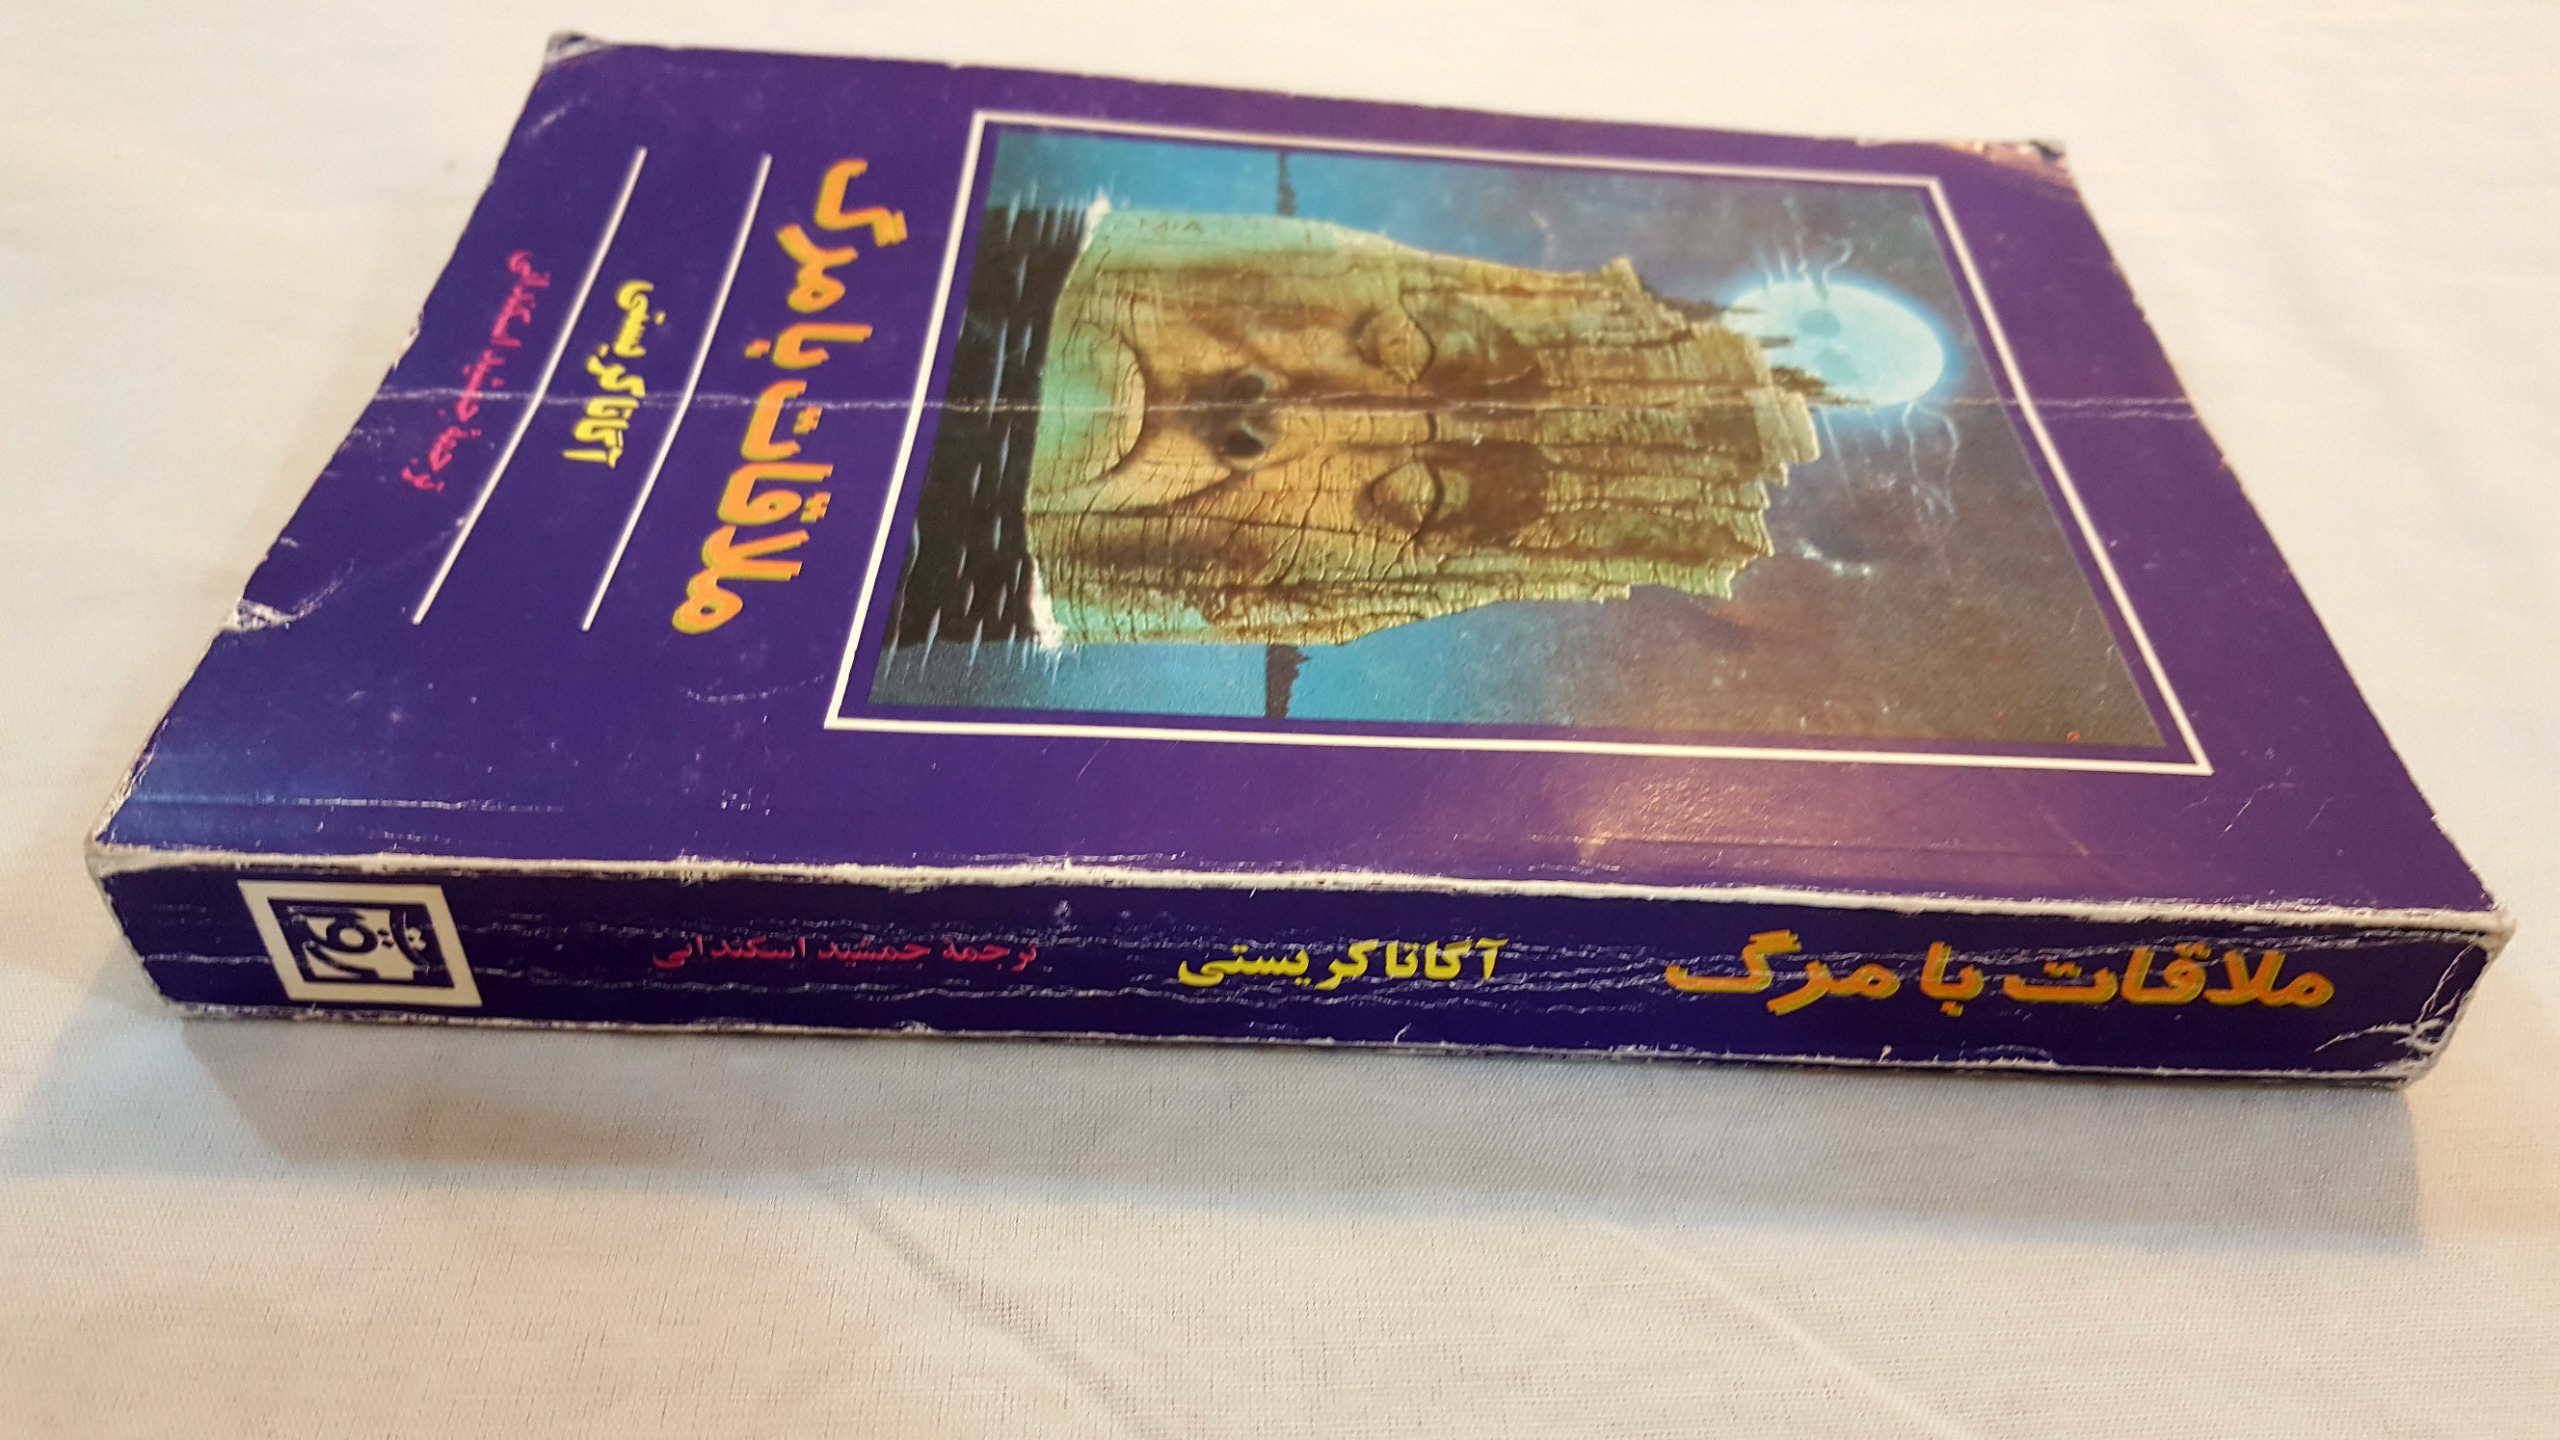 ملاقات با مرگ
آگاتا کریستی
ترجمهٔ جمشید اسکندانی
ملاقات با مرگ
آگاتا کریستی
ترجمهٔ جمشید اسکندانی